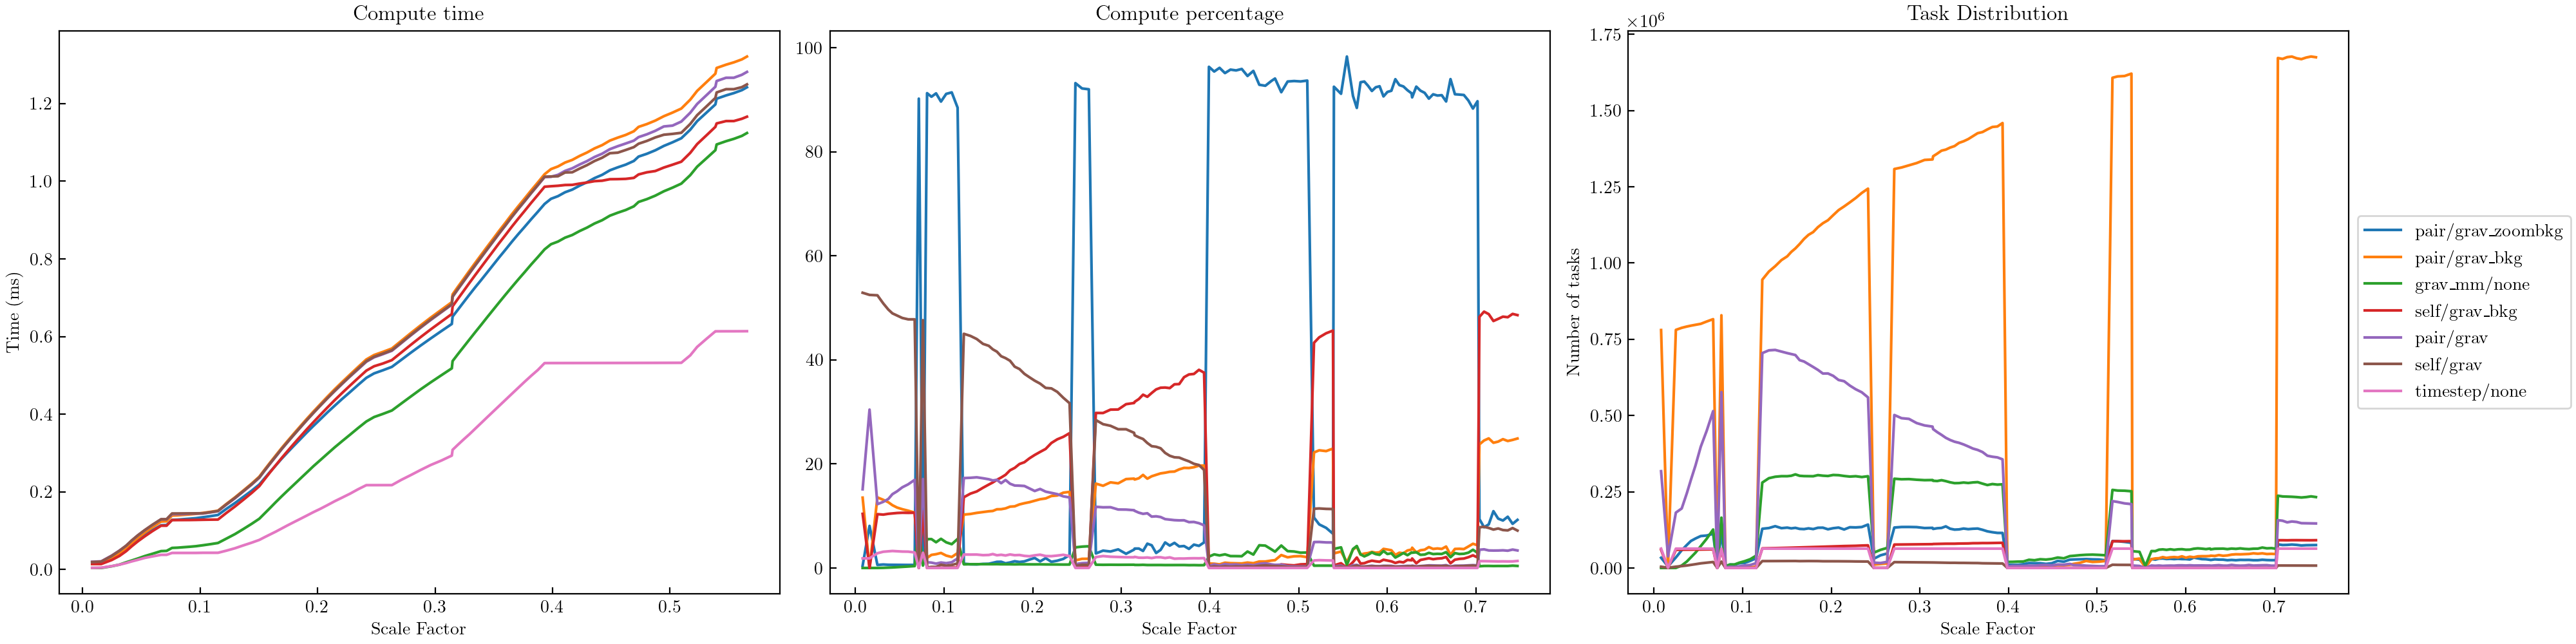 Compute time
Time (ms)
1.2
1.0
0.8
0.6
0.4
0.2
0.0
0.0 0.1 0.2 0.3 0.4 0.5
Scale Factor
Compute percentage
100
80
60
40
20
0
0.0 0.1 0.2 0.3 0.4 0.5 0.6 0.7
Scale Factor
Task Distribution
×10⁶
Number of tasks
1.75
1.50
1.25
1.00
0.75
0.50
0.25
0.00
0.0 0.1 0.2 0.3 0.4 0.5 0.6 0.7
Scale Factor
pair/grav_zoombkg
pair/grav_bkg
grav_mm/none
self/grav_bkg
pair/grav
self/grav
timestep/none